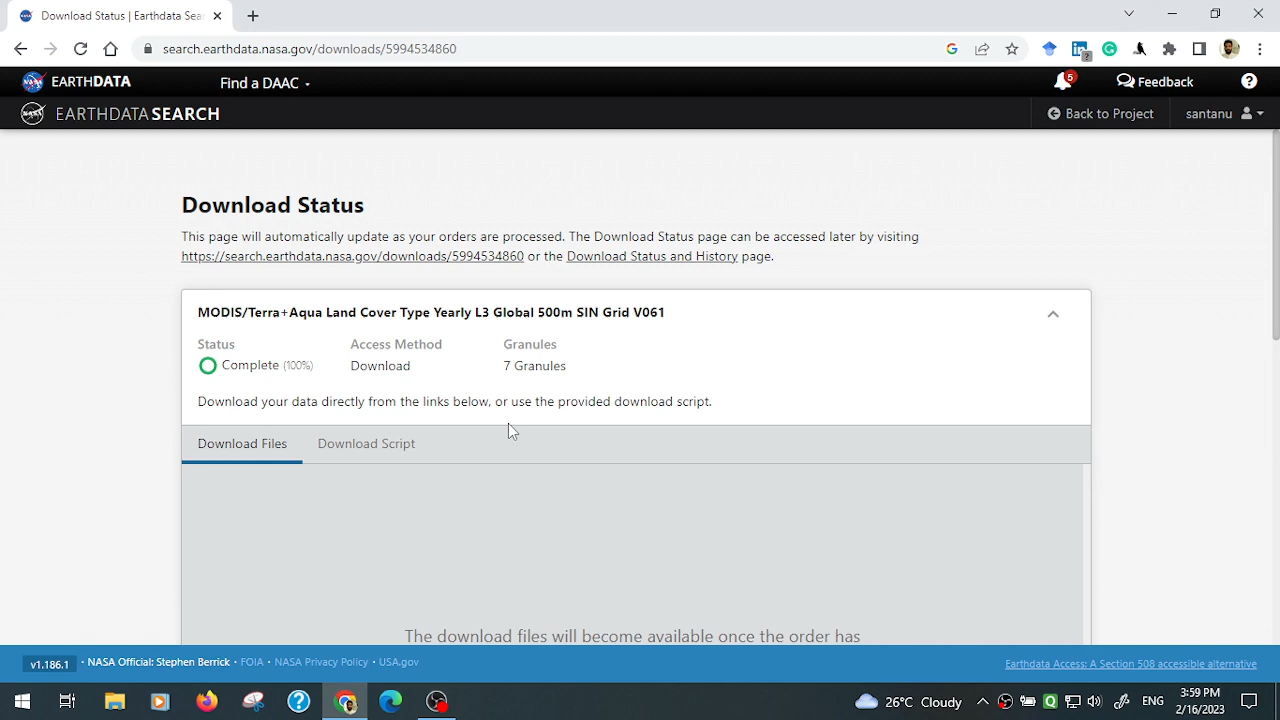 Download Status | Earthdata Sear
search.earthdata.nasa.gov/downloads/5994534860
EARTHDATA
Find a DAAC
5
Feedback
EARTHDATA SEARCH
Back to Project
santanu
Download Status
This page will automatically update as your orders are processed. The Download Status page can be accessed later by visiting
https://search.earthdata.nasa.gov/downloads/5994534860 or the Download Status and History page.
MODIS/Terra+Aqua Land Cover Type Yearly L3 Global 500m SIN Grid V061
Status Access Method Granules
Complete (100%) Download 7 Granules
Download your data directly from the links below, or use the provided download script.
Download Files Download Script
The download files will become available once the order has
v1.186.1 · NASA Official: Stephen Berrick · FOIA · NASA Privacy Policy · USA.gov
Earthdata Access: A Section 508 accessible alternative
26°C Cloudy
ENG
3:59 PM
2/16/2023